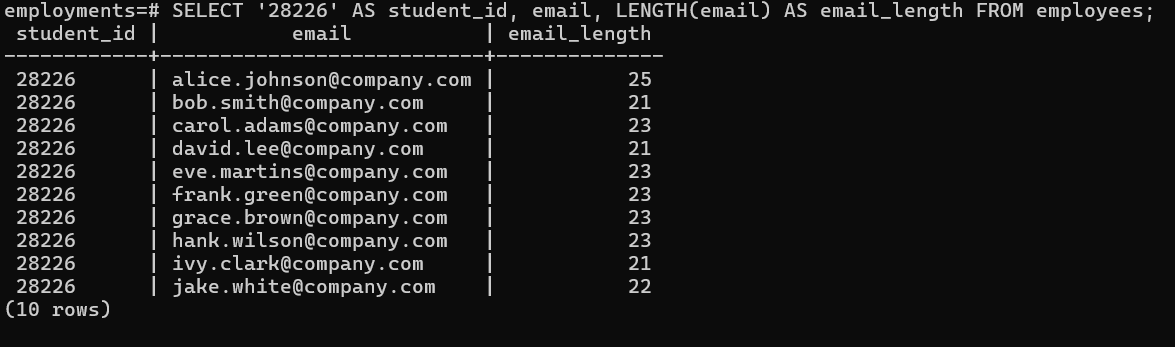 employments=# SELECT '28226' AS student_id, email, LENGTH(email) AS email_length FROM employees;
 student_id |           email           | email_length
------------+---------------------------+--------------
 28226      | alice.johnson@company.com |           25
 28226      | bob.smith@company.com     |           21
 28226      | carol.adams@company.com   |           23
 28226      | david.lee@company.com     |           21
 28226      | eve.martins@company.com   |           23
 28226      | frank.green@company.com   |           23
 28226      | grace.brown@company.com   |           23
 28226      | hank.wilson@company.com   |           23
 28226      | ivy.clark@company.com     |           21
 28226      | jake.white@company.com    |           22
(10 rows)